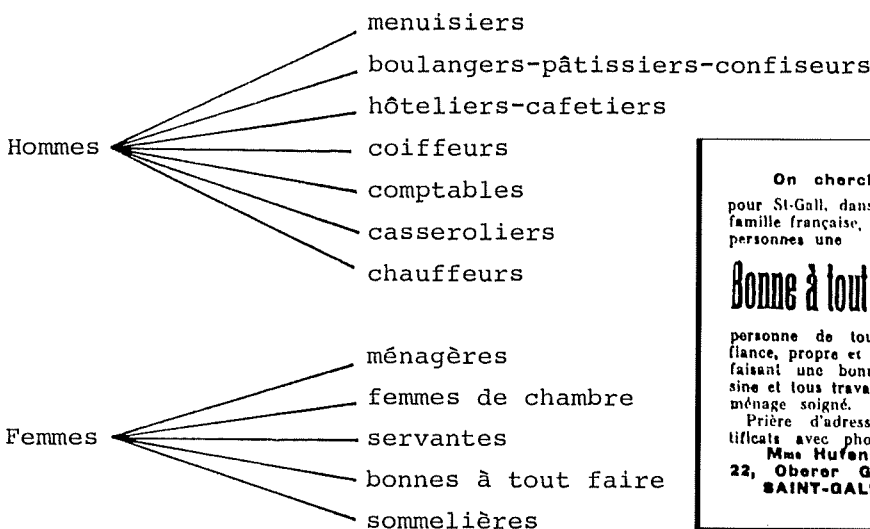 Hommes
menuisiers
boulangers-pâtissiers-confiseurs
hôteliers-cafetiers
coiffeurs
comptables
casseroliers
chauffeurs
Femmes
ménagères
femmes de chambre
servantes
bonnes à tout faire
sommelières
On cherch
pour St-Gall, dans
famille française,
personnes une
Bonne à tout
personne de tou
fiance, propre et
faisant une bonn
sine et tous trava
ménage soigné.
Prière d'adress
tificats avec pho
Mme Hufen
22, Oberer G
SAINT-GAL